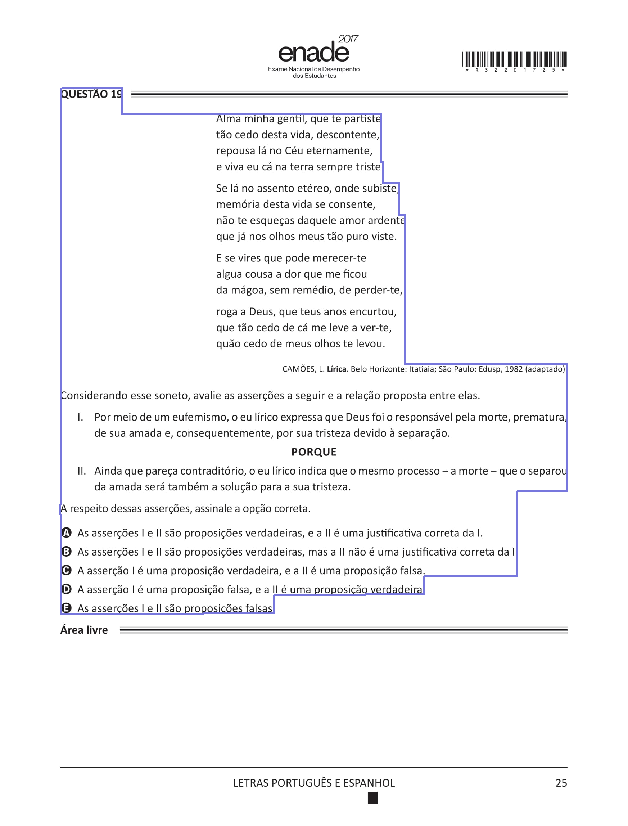 enade 2017
Exame Nacional de Desempenho
dos Estudantes
QUESTÃO 19
Alma minha gentil, que te partiste
tão cedo desta vida, descontente,
repousa lá no Céu eternamente,
e viva eu cá na terra sempre triste
Se lá no assento etéreo, onde subiste,
memória desta vida se consente,
não te esqueças daquele amor ardente
que já nos olhos meus tão puro viste.
E se vires que pode merecer-te
algua cousa a dor que me ficou
da mágoa, sem remédio, de perder-te,
roga a Deus, que teus anos encurtou,
que tão cedo de cá me leve a ver-te,
quão cedo de meus olhos te levou.
CAMÕES, L. Lírica. Belo Horizonte: Itatiaia; São Paulo: Edusp, 1982 (adaptado)
Considerando esse soneto, avalie as asserções a seguir e a relação proposta entre elas.
I. Por meio de um eufemismo, o eu lírico expressa que Deus foi o responsável pela morte, prematura,
de sua amada e, consequentemente, por sua tristeza devido à separação.
PORQUE
II. Ainda que pareça contraditório, o eu lírico indica que o mesmo processo – a morte – que o separou
da amada será também a solução para a sua tristeza.
A respeito dessas asserções, assinale a opção correta.
A As asserções I e II são proposições verdadeiras, e a II é uma justificativa correta da I.
B As asserções I e II são proposições verdadeiras, mas a II não é uma justificativa correta da I
C A asserção I é uma proposição verdadeira, e a II é uma proposição falsa.
D A asserção I é uma proposição falsa, e a II é uma proposição verdadeira
E As asserções I e II são proposições falsas
Área livre
LETRAS PORTUGUÊS E ESPANHOL 25